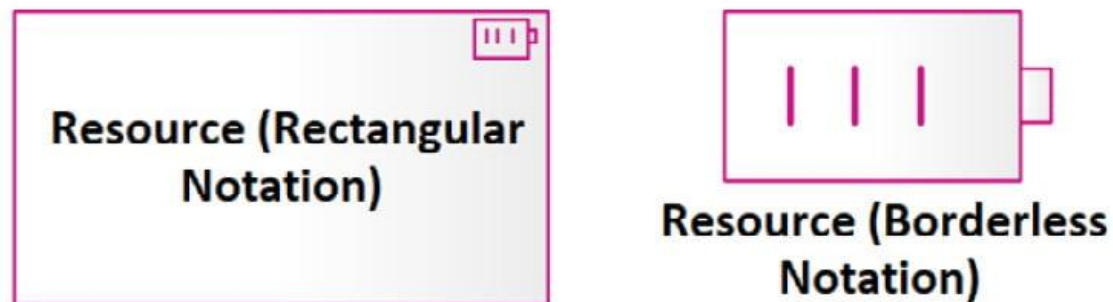 Resource (Rectangular
Notation)
Resource (Borderless
Notation)